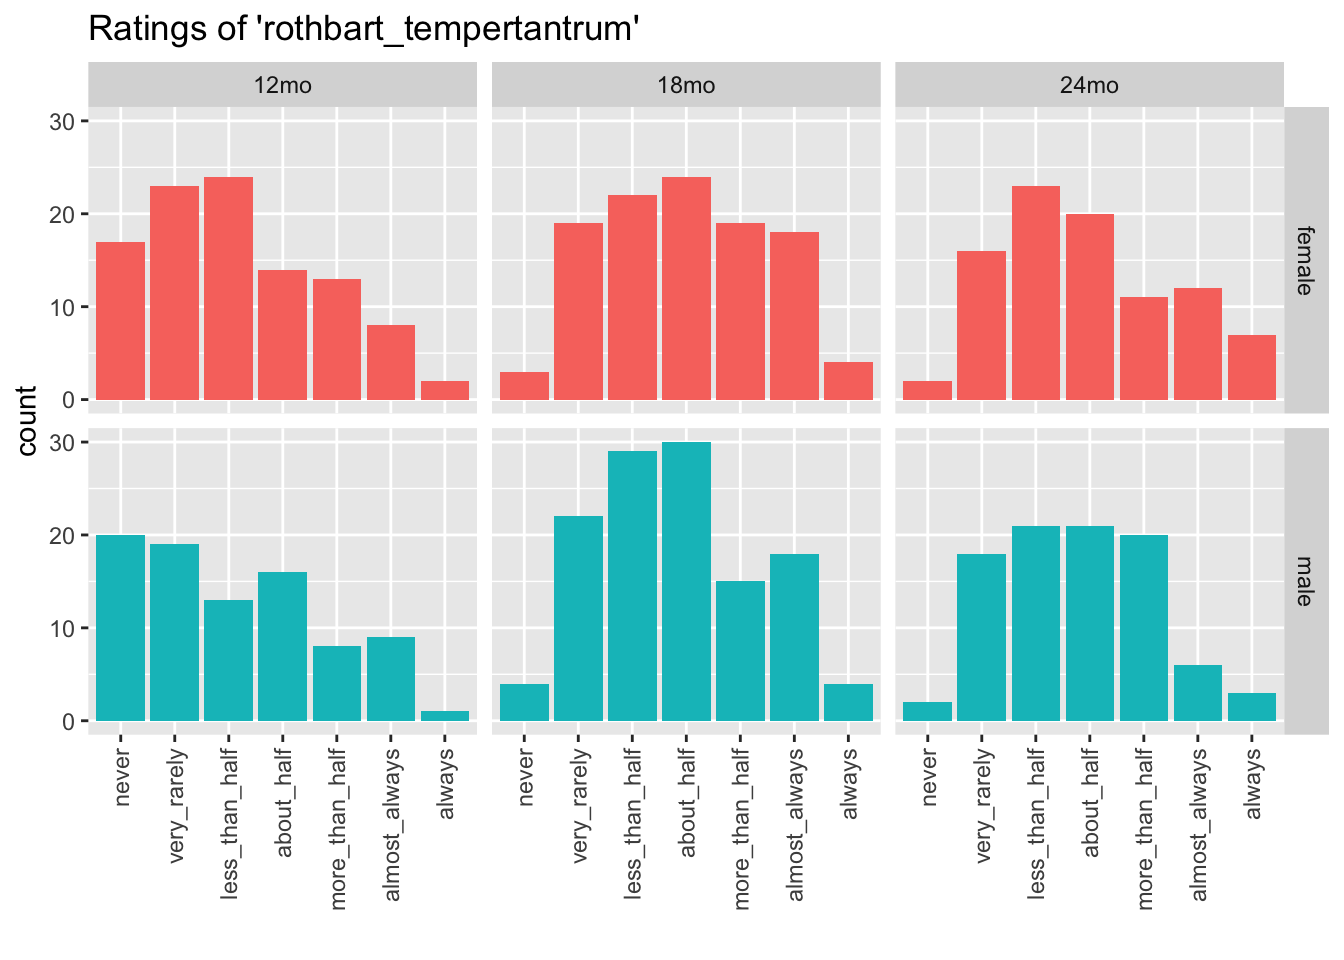 Ratings of 'rothbart_tempertantrum'
12mo 18mo 24mo
30
20
10
0
female
count
30
20
10
0
male
never very_rarely less_than_half about_half more_than_half almost_always always
never very_rarely less_than_half about_half more_than_half almost_always always
never very_rarely less_than_half about_half more_than_half almost_always always